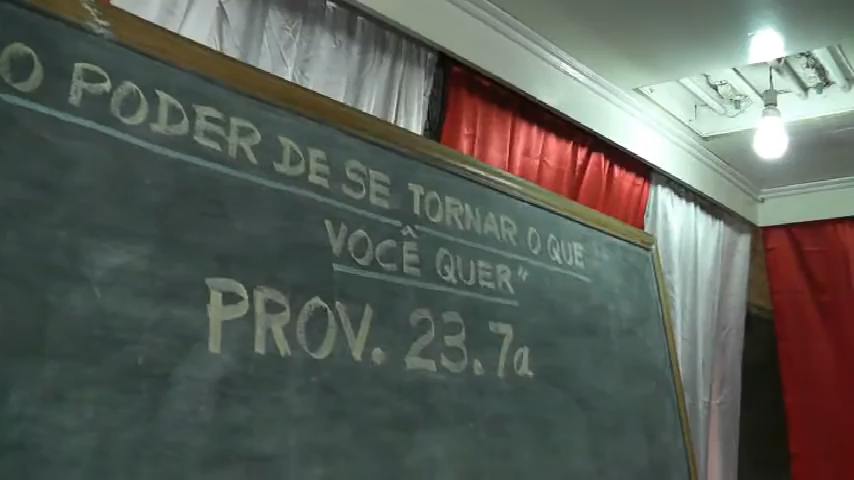 O PODER DE SE TORNAR O QUE
VOCÊ QUER"
PROV. 23.7a